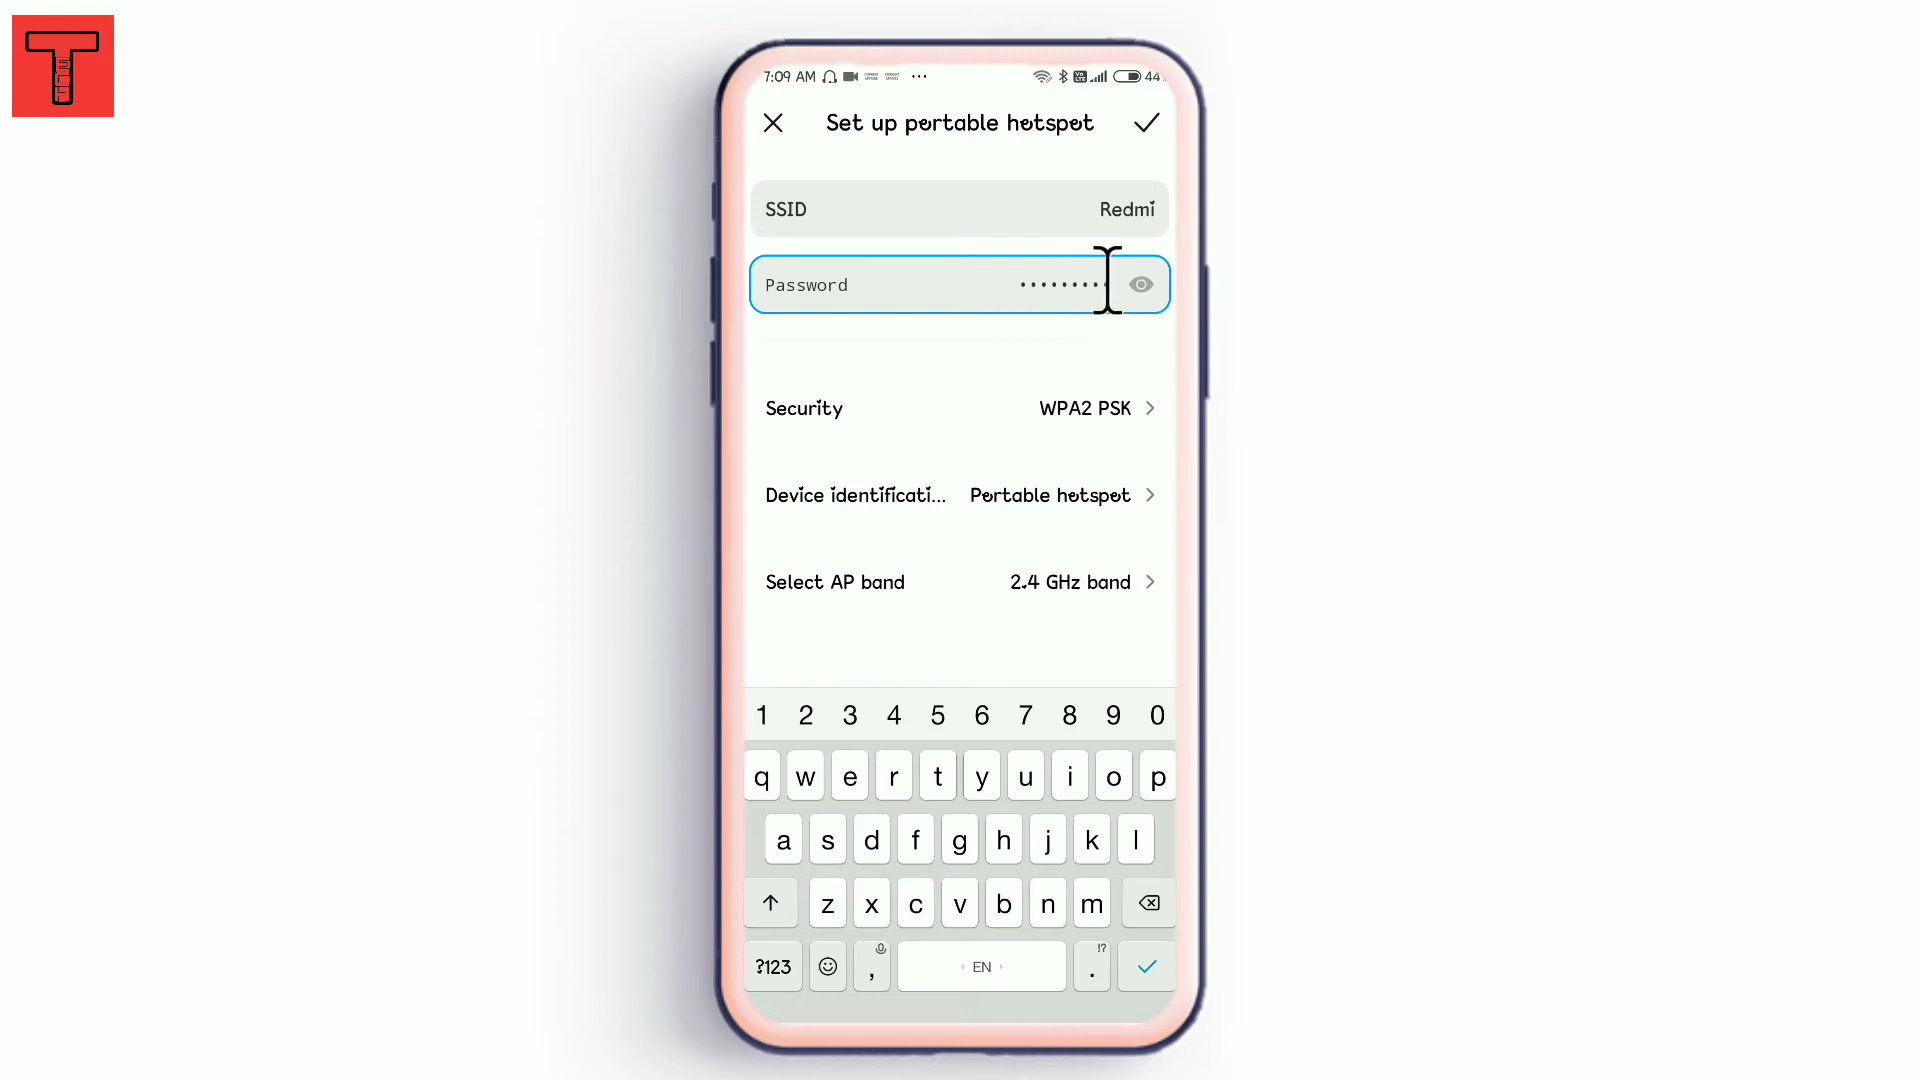 T
7:09 AM ... 44
Set up portable hotspot
SSID Redmi
Password •••••••••
Security WPA2 PSK
Device identificati... Portable hotspot
Select AP band 2.4 GHz band
1 2 3 4 5 6 7 8 9 0
q w e r t y u i o p
a s d f g h j k l
z x c v b n m
?123 , EN . !?